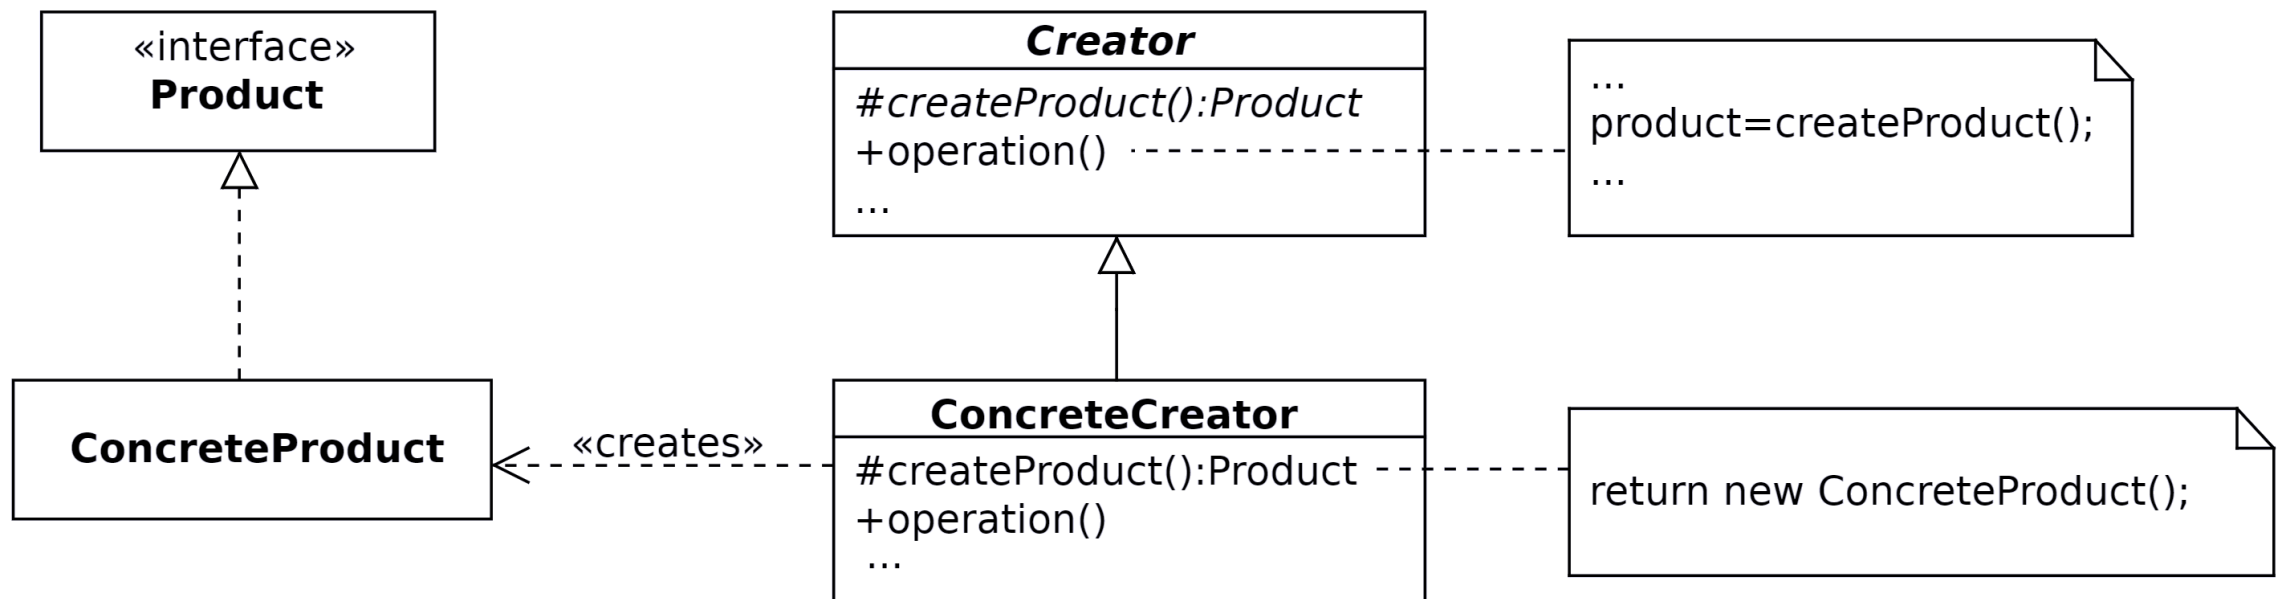 «interface»
Product
Creator
#createProduct():Product
+operation()
...
...
product=createProduct();
...
ConcreteProduct
«creates»
ConcreteCreator
#createProduct():Product
+operation()
...
return new ConcreteProduct();